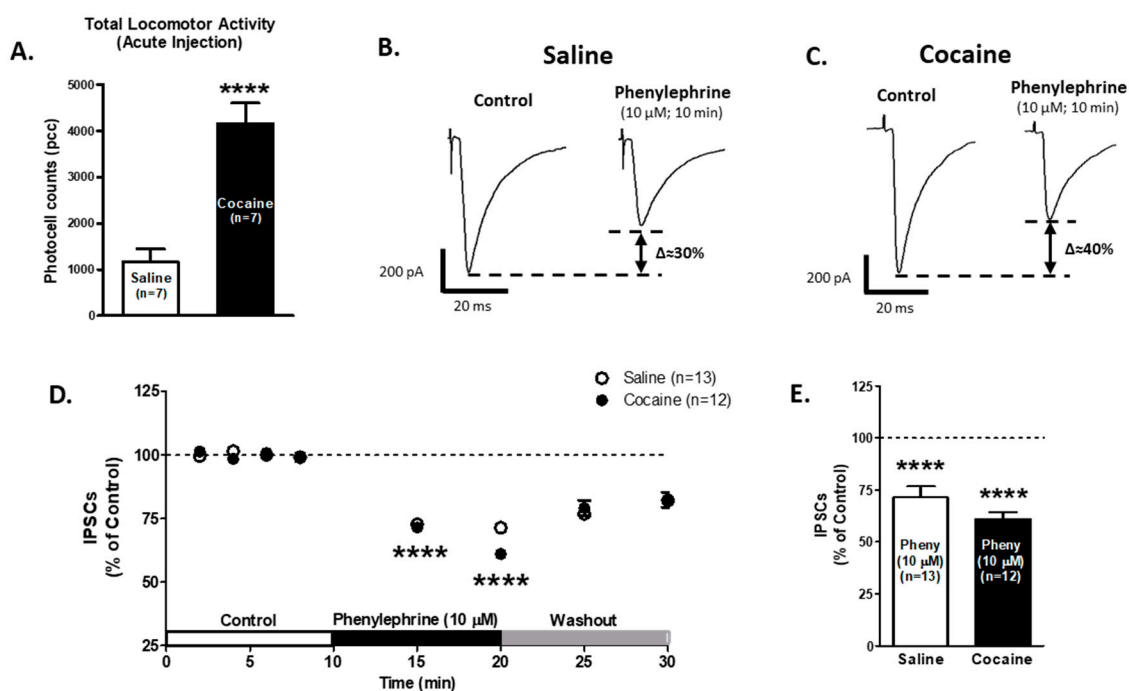 A.
Total Locomotor Activity
(Acute Injection)
Photocell counts (pcc)
5000
4000
3000
2000
1000
0
****
Saline
(n=7)
Cocaine
(n=7)
B.
Saline
Control
Phenylephrine
(10 μM; 10 min)
Δ≈30%
200 pA
20 ms
C.
Cocaine
Control
Phenylephrine
(10 μM; 10 min)
Δ≈40%
200 pA
20 ms
D.
IPSCs
(% of Control)
125
100
75
50
25
Saline (n=13)
Cocaine (n=12)
****
****
Control
Phenylephrine (10 μM)
Washout
0 5 10 15 20 25 30
Time (min)
E.
IPSCs
(% of Control)
125
100
75
50
25
0
****
****
Pheny
(10 μM)
(n=13)
Pheny
(10 μM)
(n=12)
Saline Cocaine